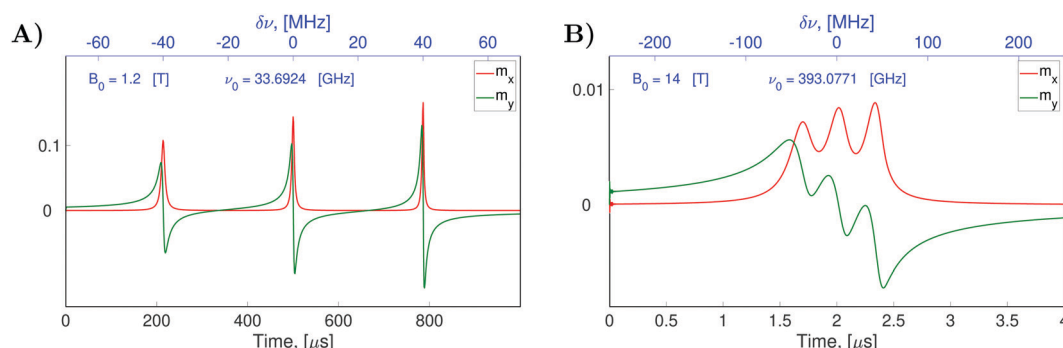 A)
δν, [MHz]
-60 -40 -20 0 20 40 60
B₀ = 1.2 [T] ν₀ = 33.6924 [GHz]
mₓ
m_y
0.1
0
0 200 400 600 800
Time, [μs]
B)
δν, [MHz]
-200 -100 0 100 200
B₀ = 14 [T] ν₀ = 393.0771 [GHz]
mₓ
m_y
0.01
0
0 0.5 1 1.5 2 2.5 3 3.5 4
Time, [μs]